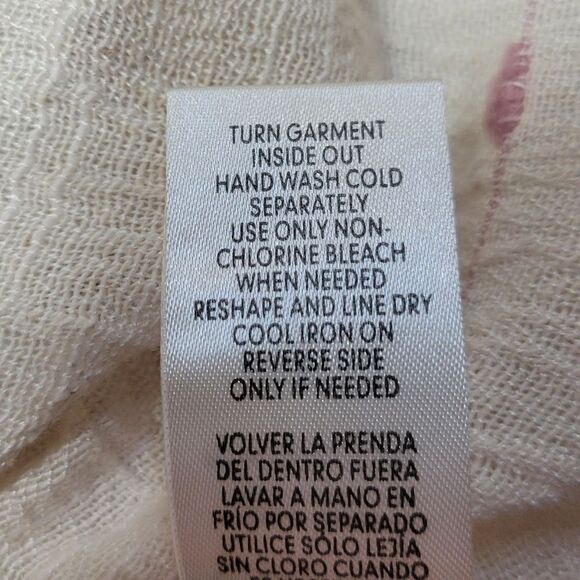 TURN GARMENT
INSIDE OUT
HAND WASH COLD
SEPARATELY
USE ONLY NON-
CHLORINE BLEACH
WHEN NEEDED
RESHAPE AND LINE DRY
COOL IRON ON
REVERSE SIDE
ONLY IF NEEDED
VOLVER LA PRENDA
DEL DENTRO FUERA
LAVAR A MANO EN
FRÍO POR SEPARADO
UTILICE SÓLO LEJÍA
SIN CLORO CUANDO